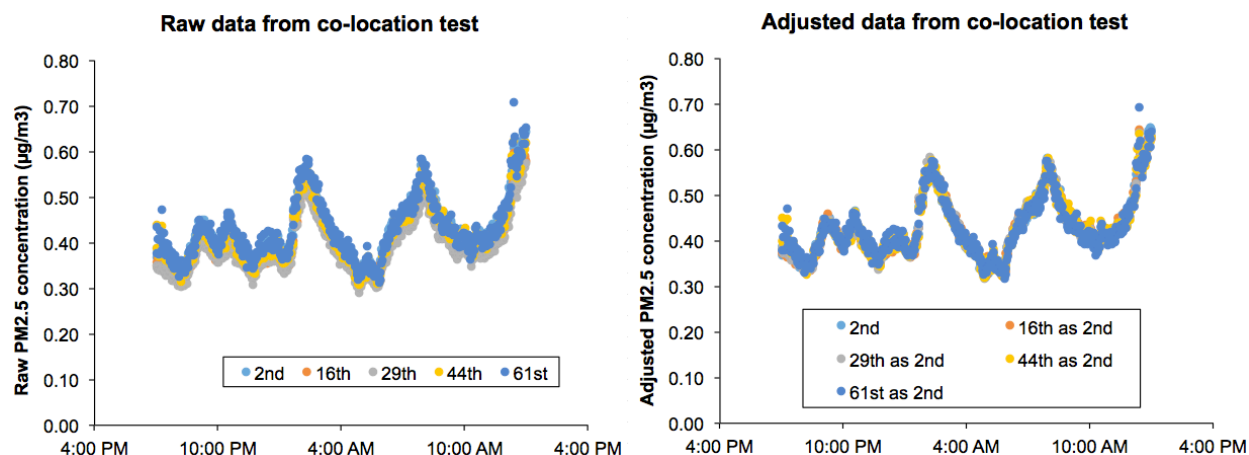 Raw data from co-location test
Raw PM2.5 concentration (µg/m3)
0.80
0.70
0.60
0.50
0.40
0.30
0.20
0.10
0.00
2nd 16th 29th 44th 61st
4:00 PM 10:00 PM 4:00 AM 10:00 AM 4:00 PM
Adjusted data from co-location test
Adjusted PM2.5 concentration (µg/m3)
0.80
0.70
0.60
0.50
0.40
0.30
0.20
0.10
0.00
2nd 16th as 2nd
29th as 2nd 44th as 2nd
61st as 2nd
4:00 PM 10:00 PM 4:00 AM 10:00 AM 4:00 PM